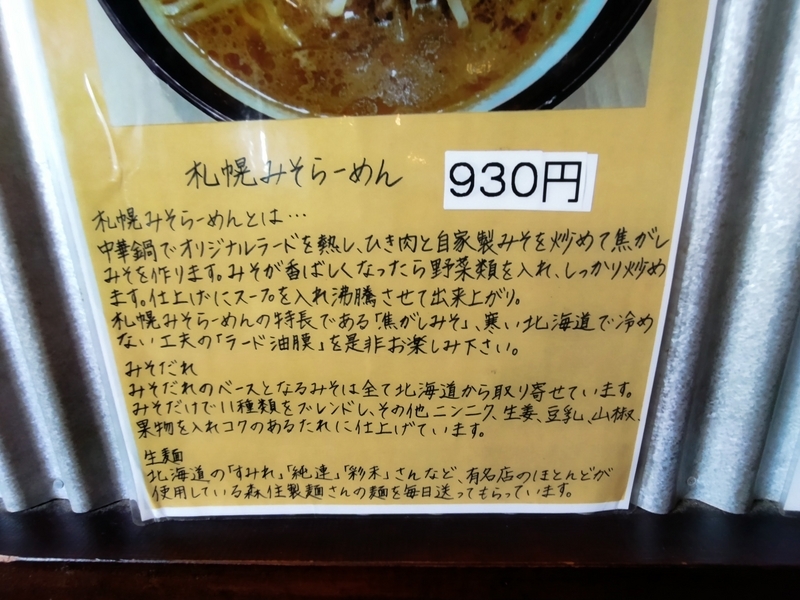 札幌みそらーめん 930円
札幌みそらーめんとは…
中華鍋でオリジナルラードを熱し、ひき肉と自家製みそを炒めて焦がし
みそを作ります。みそが香ばしくなったら野菜類を入れ、しっかり炒め
ます。仕上げにスープを入れ沸騰させて出来上がり。
札幌みそらーめんの特長である「焦がしみそ」、寒い北海道で冷め
ない工夫の「ラード油膜」を是非お楽しみ下さい。
みそだれ
みそだれのベースとなるみそは全て北海道から取り寄せています。
みそだけで11種類をブレンドし、その他ニンニク、生姜、豆乳、山椒、
果物を入れコクのあるたれに仕上げています。
生麺
北海道の「すみれ」「純連」「彩未」さんなど、有名店のほとんどが
使用している森住製麺さんの麺を毎日送ってもらっています。